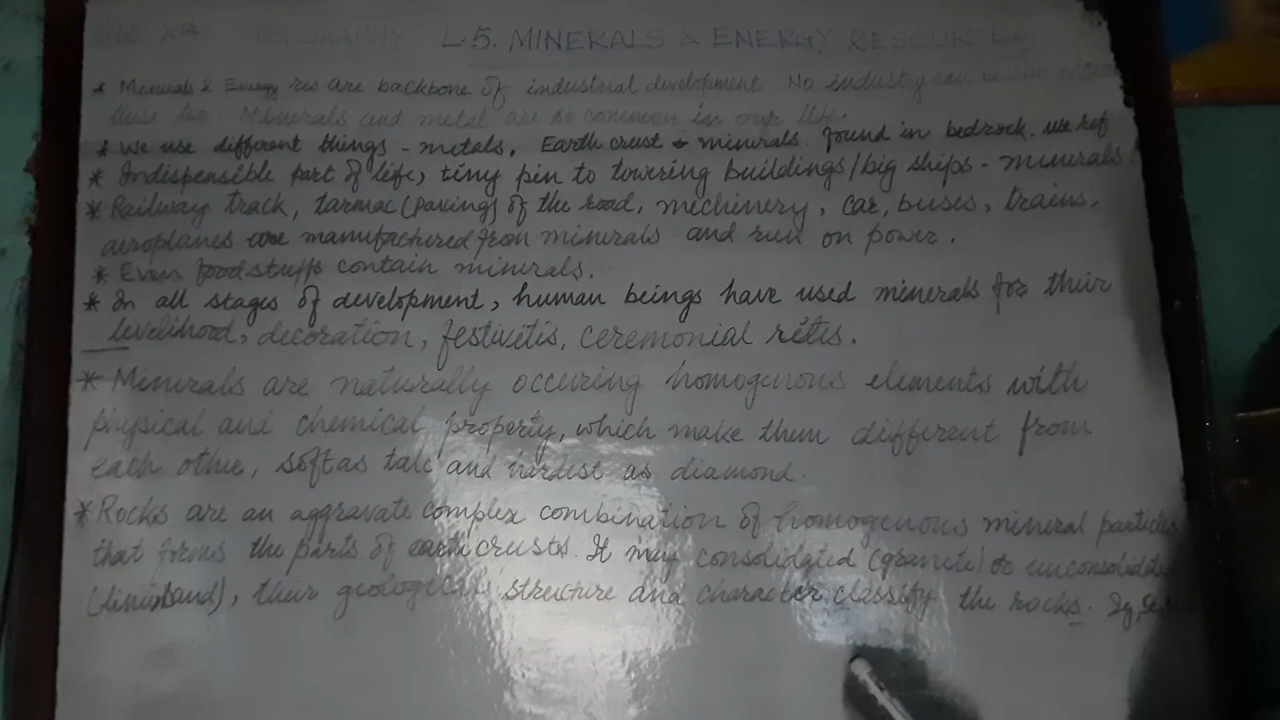 L-5. MINERALS & ENERGY RESOURCES
* Minerals & Energy res are backbone of industrial development. No industry can be run
these two. Minerals and metal are so common in our life.
* We use different things - metals, Earth crust minerals. found in bedrock.
* Indispensible part of life, tiny pin to towering buildings/big ships - minerals
* Railway track, tarmac (paving) of the road, mechinery, car, buses, trains,
aeroplanes are manufactured from minerals and run on power.
* Even foodstuffs contain minerals.
* In all stages of development, human beings have used minerals for their
livelihood, decoration, festivetis, ceremonial rites.
* Minerals are naturally occuring homogenous elements with
physical and chemical property, which make them different from
each other, soft as talc and hardest as diamond.
* Rocks are an aggravate complex combination of homogenous mineral particles
that forms the parts of earth crusts. It may consolidated (granete) or
their geological structure and character classify the rocks.